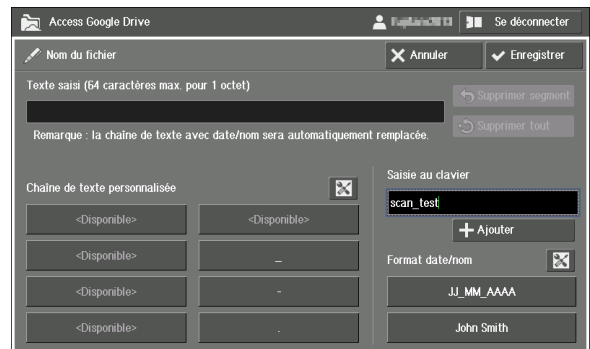 Access Google Drive
Se déconnecter
Nom du fichier
Annuler
Enregistrer
Texte saisi (64 caractères max. pour 1 octet)
Supprimer segment
Supprimer tout
Remarque : la chaîne de texte avec date/nom sera automatiquement remplacée.
Saisie au clavier
Chaîne de texte personnalisée
scan_test
<Disponible>
<Disponible>
Ajouter
<Disponible>
_
Format date/nom
<Disponible>
-
JJ_MM_AAAA
<Disponible>
.
John Smith